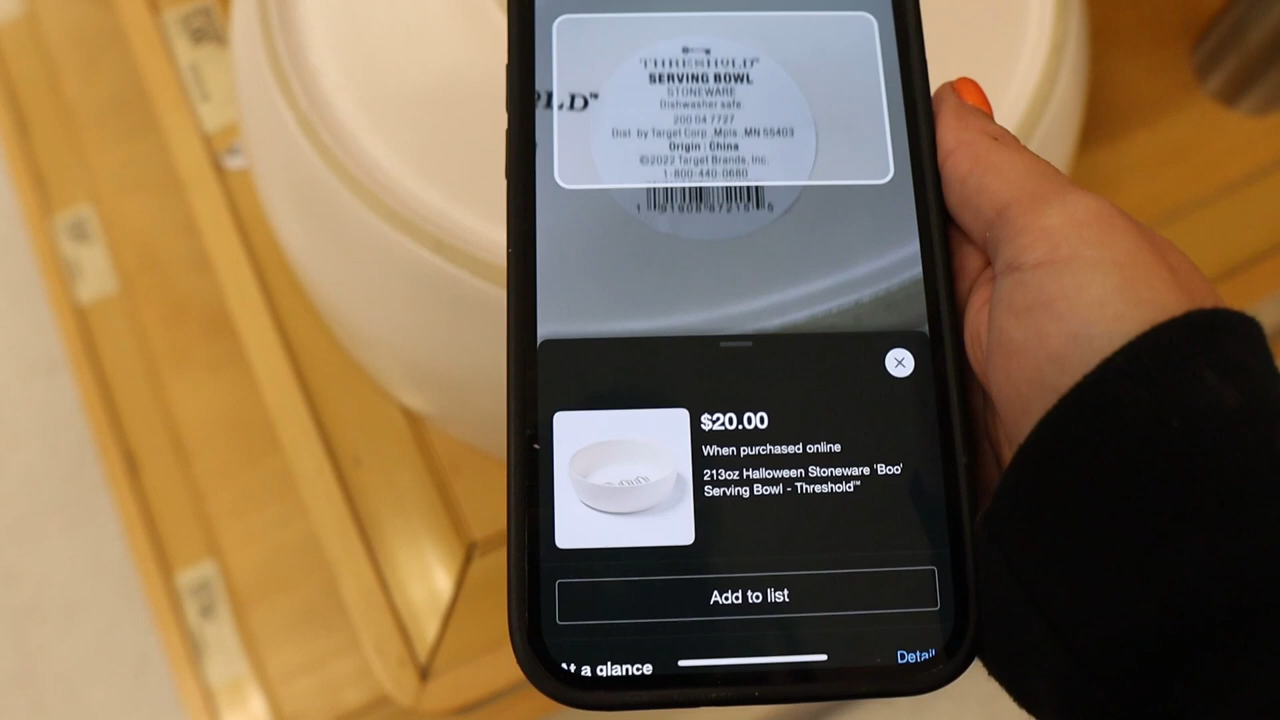 THRESHOLD™
SERVING BOWL
STONEWARE
Dishwasher safe.
200 04 7727
Dist. by Target Corp., Mpls., MN 55403
Origin : China
©2022 Target Brands, Inc.
1-800-440-0680
LD™
$20.00
When purchased online
213oz Halloween Stoneware 'Boo'
Serving Bowl - Threshold™
Add to list
At a glance
Detail